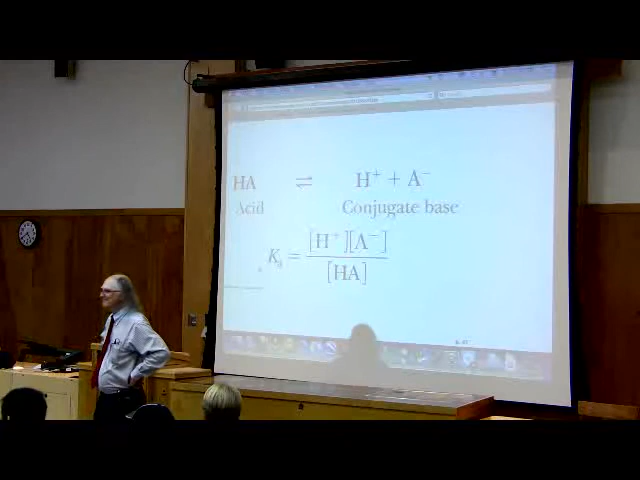 HA ⇌ H⁺ + A⁻
Acid Conjugate base
Kₐ = [H⁺][A⁻]
[HA]